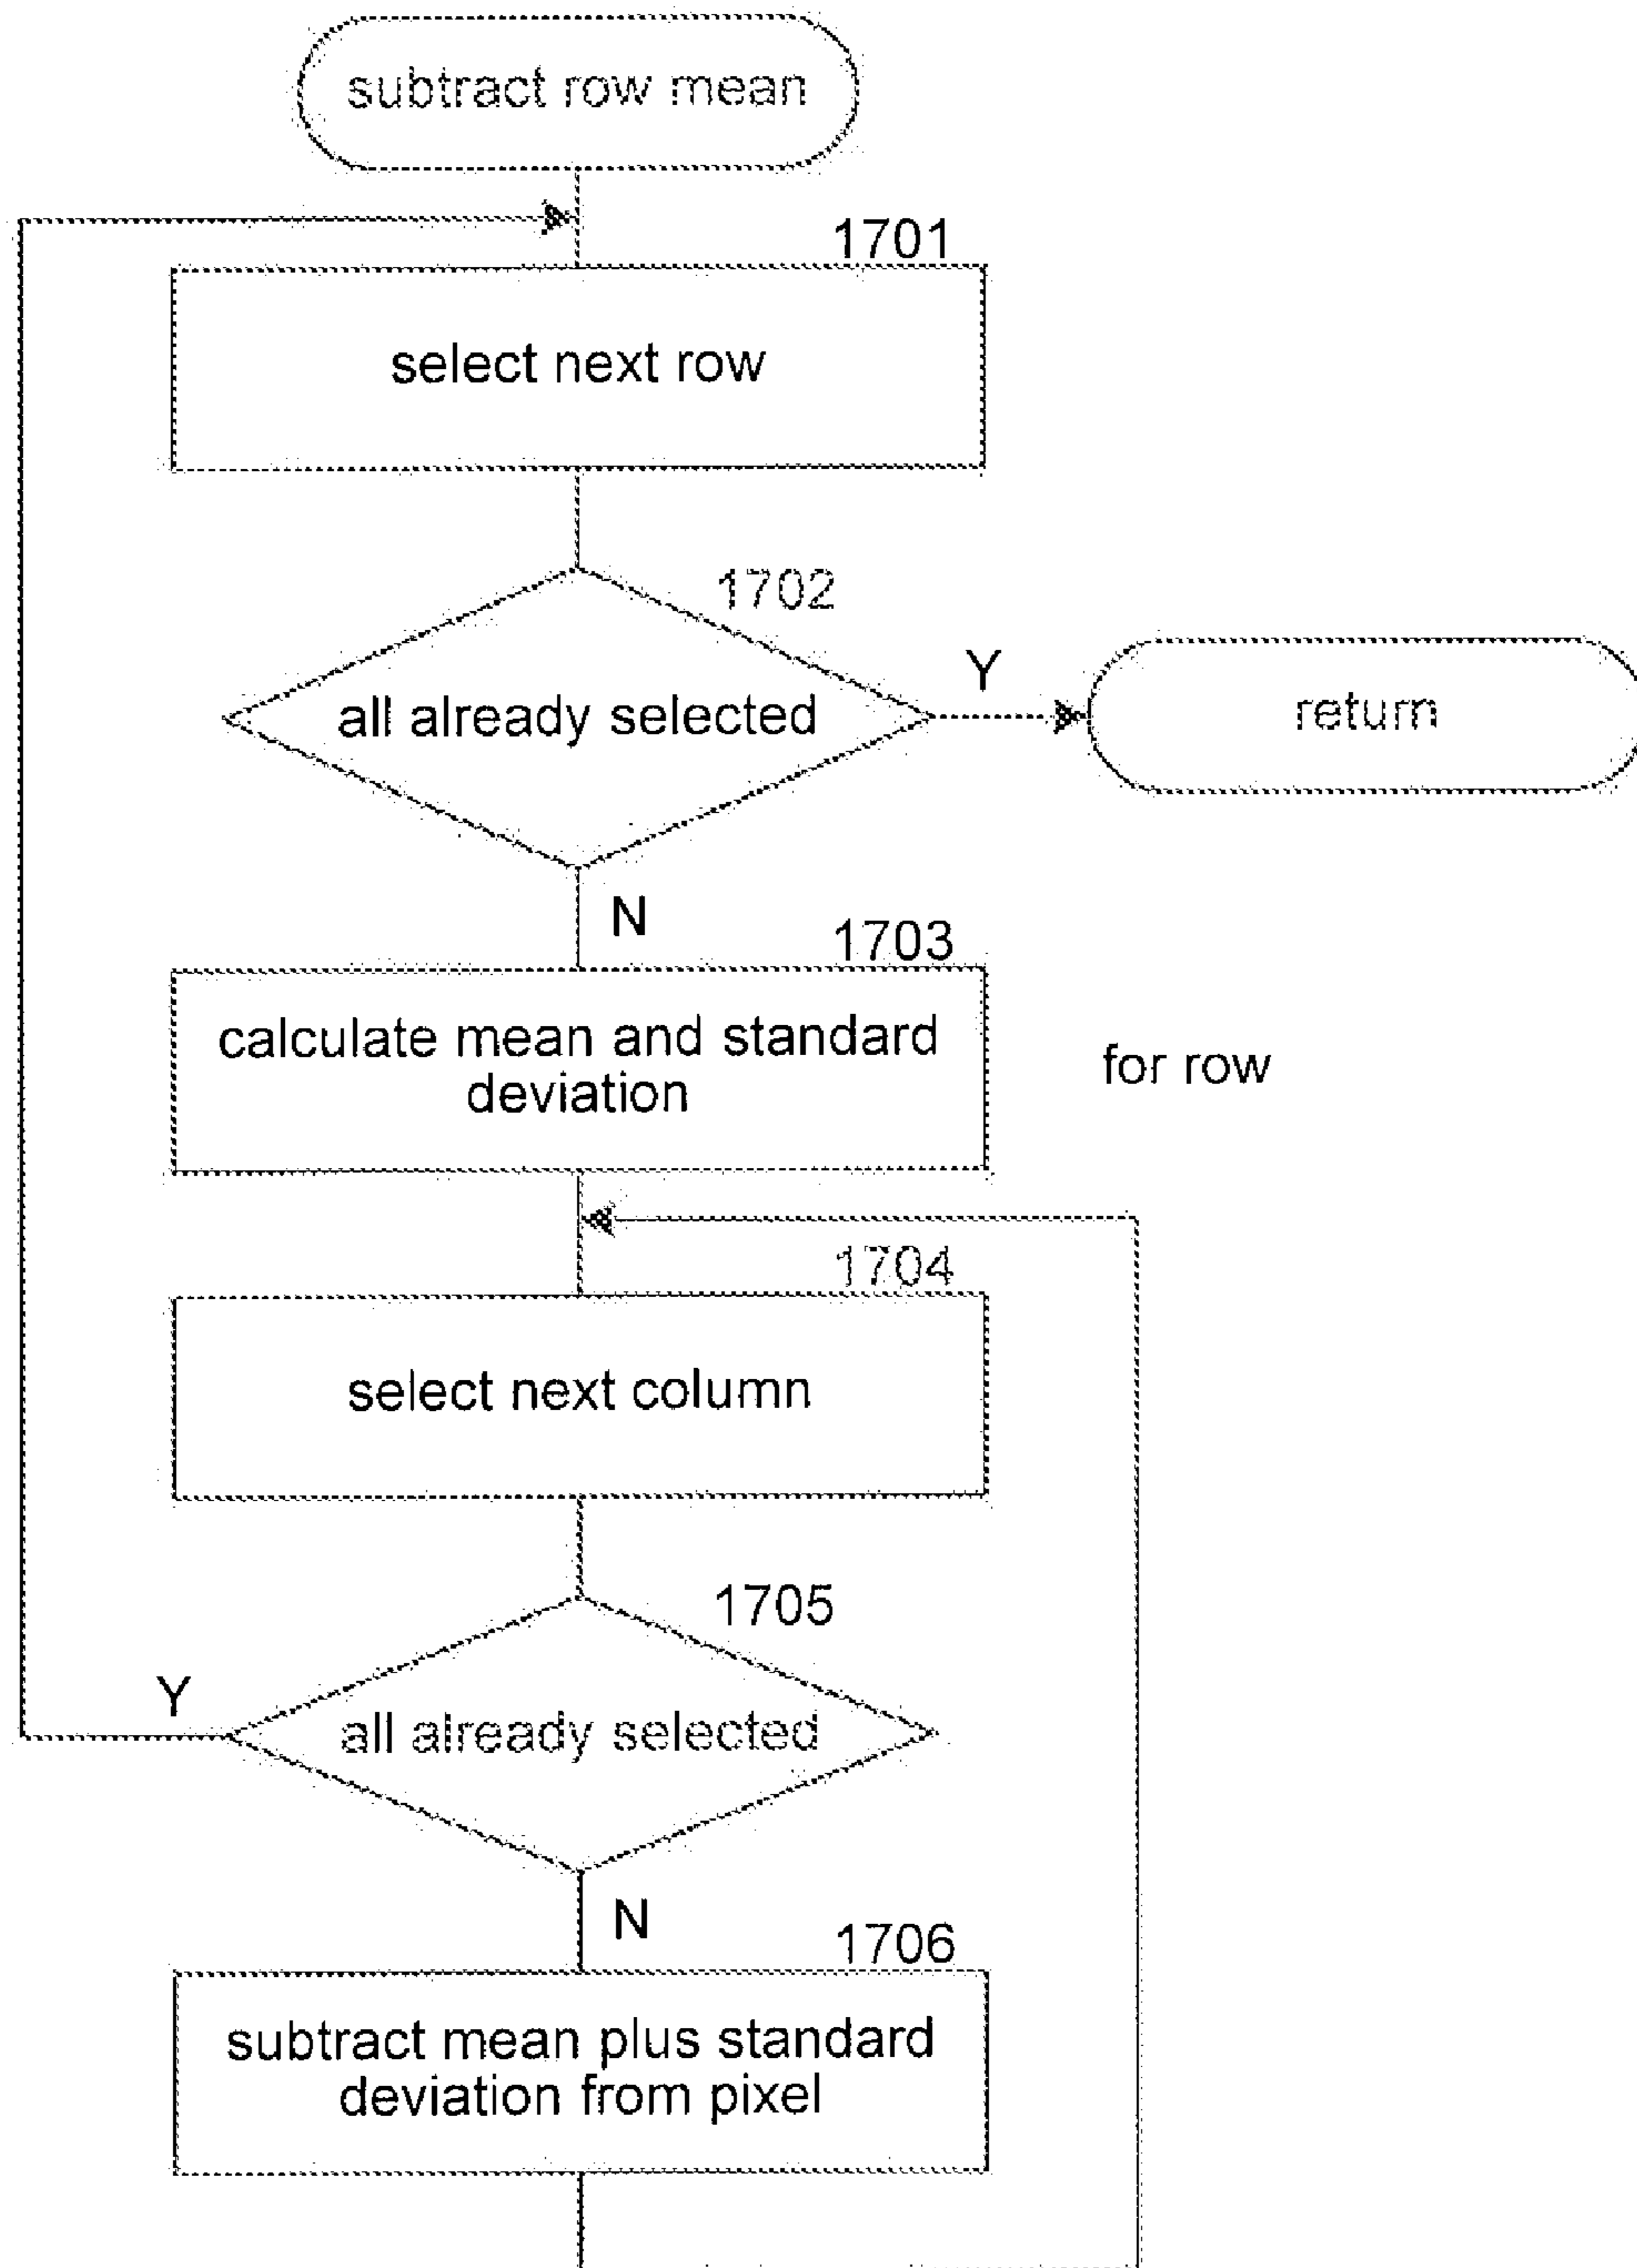 subtract row mean
1701
select next row
1702
all already selected
Y
return
N
1703
calculate mean and standard
deviation
for row
1704
select next column
1705
Y
all already selected
N
1706
subtract mean plus standard
deviation from pixel